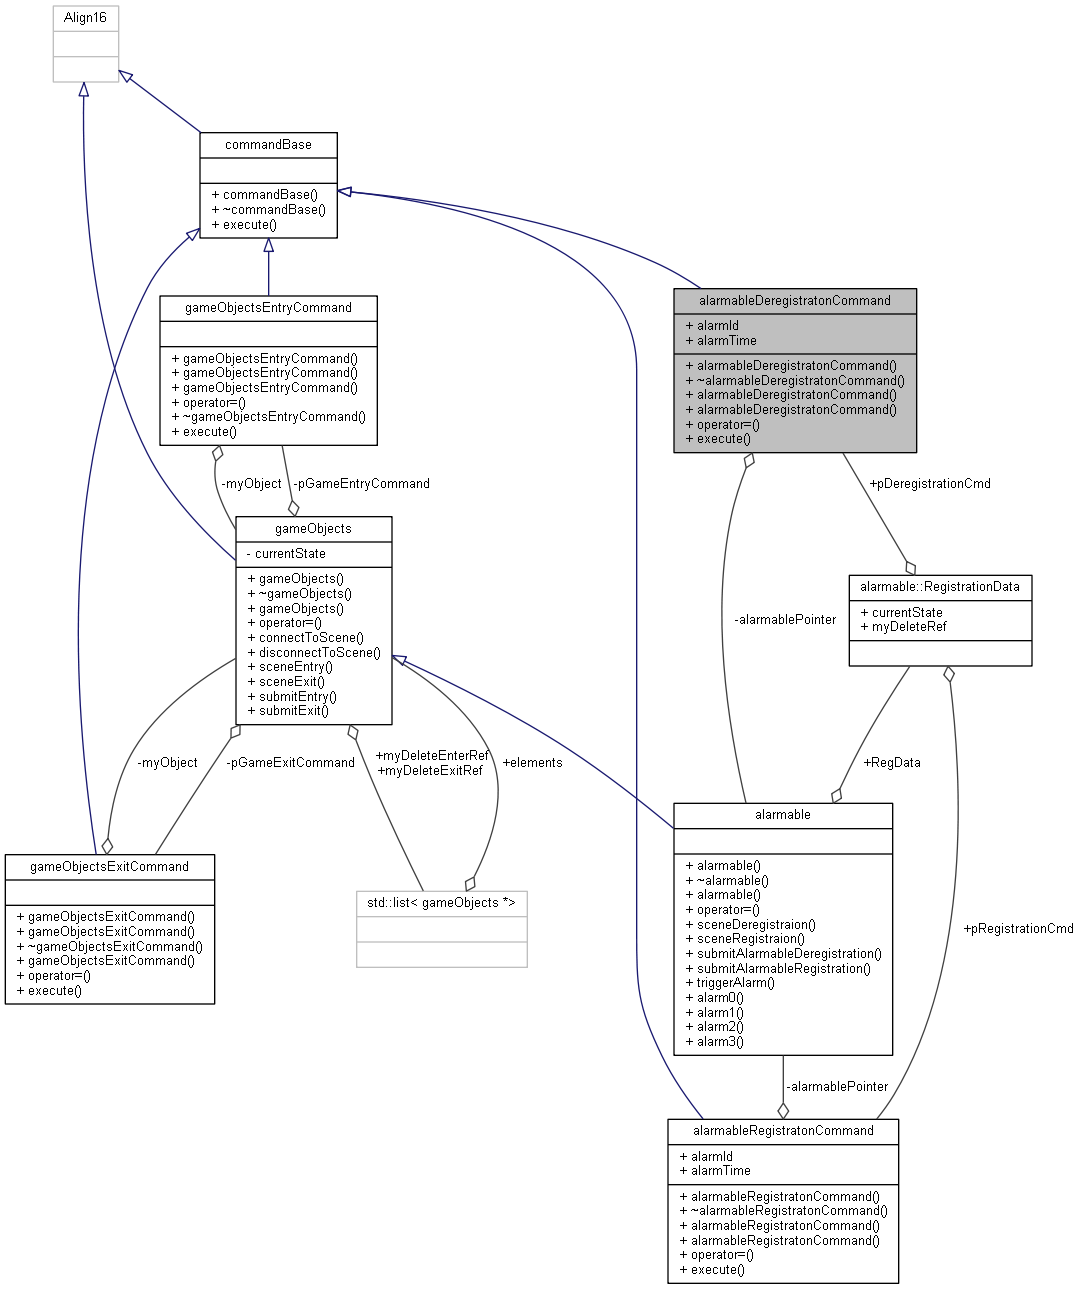 Align16
commandBase
+ commandBase()
+ ~commandBase()
+ execute()
gameObjectsEntryCommand
+ gameObjectsEntryCommand()
+ gameObjectsEntryCommand()
+ gameObjectsEntryCommand()
+ operator=()
+ ~gameObjectsEntryCommand()
+ execute()
alarmableDeregistratonCommand
+ alarmId
+ alarmTime
+ alarmableDeregistratonCommand()
+ ~alarmableDeregistratonCommand()
+ alarmableDeregistratonCommand()
+ alarmableDeregistratonCommand()
+ operator=()
+ execute()
-myObject
-pGameEntryCommand
+pDeregistrationCmd
gameObjects
- currentState
+ gameObjects()
+ ~gameObjects()
+ gameObjects()
+ operator=()
+ connectToScene()
+ disconnectToScene()
+ sceneEntry()
+ sceneExit()
+ submitEntry()
+ submitExit()
-alarmablePointer
alarmable::RegistrationData
+ currentState
+ myDeleteRef
-myObject
-pGameExitCommand
+myDeleteEnterRef
+myDeleteExitRef
+elements
+RegData
gameObjectsExitCommand
+ gameObjectsExitCommand()
+ gameObjectsExitCommand()
+ ~gameObjectsExitCommand()
+ gameObjectsExitCommand()
+ operator=()
+ execute()
std::list< gameObjects *>
alarmable
+ alarmable()
+ ~alarmable()
+ alarmable()
+ operator=()
+ sceneDeregistraion()
+ sceneRegistraion()
+ submitAlarmableDeregistration()
+ submitAlarmableRegistration()
+ triggerAlarm()
+ alarm0()
+ alarm1()
+ alarm2()
+ alarm3()
+pRegistrationCmd
-alarmablePointer
alarmableRegistratonCommand
+ alarmId
+ alarmTime
+ alarmableRegistratonCommand()
+ ~alarmableRegistratonCommand()
+ alarmableRegistratonCommand()
+ alarmableRegistratonCommand()
+ operator=()
+ execute()